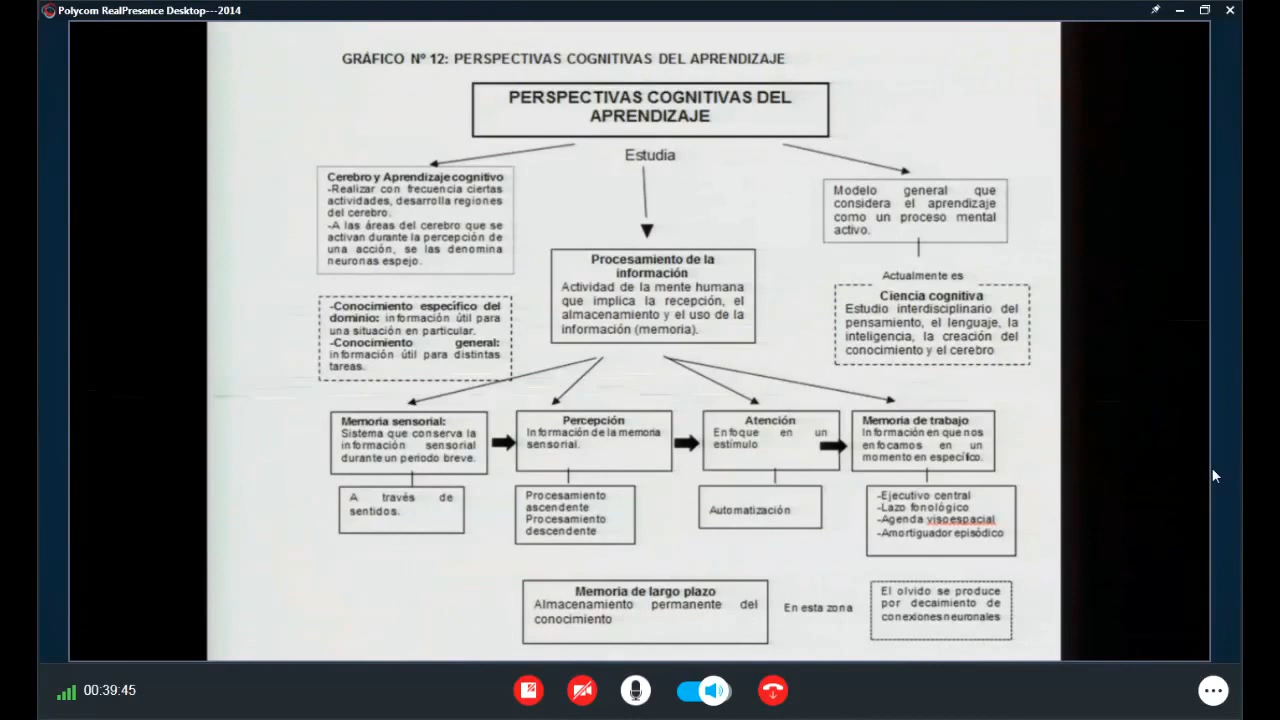 Polycom RealPresence Desktop---2014
GRÁFICO Nº 12: PERSPECTIVAS COGNITIVAS DEL APRENDIZAJE
PERSPECTIVAS COGNITIVAS DEL
APRENDIZAJE
Estudia
Cerebro y Aprendizaje cognitivo
-Realizar con frecuencia ciertas
actividades, desarrolla regiones
del cerebro.
-A las áreas del cerebro que se
activan durante la percepción de
una acción, se las denomina
neuronas espejo.
Modelo general que
considera el aprendizaje
como un proceso mental
activo.
Procesamiento de la
información
Actividad de la mente humana
que implica la recepción, el
almacenamiento y el uso de la
información (memoria).
Actualmente es
-Conocimiento específico del
dominio: información útil para
una situación en particular.
-Conocimiento general:
información útil para distintas
tareas.
Ciencia cognitiva
Estudio interdisciplinario del
pensamiento, el lenguaje, la
inteligencia, la creación del
conocimiento y el cerebro
Memoria sensorial:
Sistema que conserva la
información sensorial
durante un periodo breve.
Percepción
Información de la memoria
sensorial.
Atención
Enfoque en un
estímulo
Memoria de trabajo
Información en que nos
enfocamos en un
momento en específico.
A través de
sentidos.
Procesamiento
ascendente
Procesamiento
descendente
Automatización
-Ejecutivo central
-Lazo fonológico
-Agenda visoespacial
-Amortiguador episódico
Memoria de largo plazo
Almacenamiento permanente del
conocimiento
En esta zona
El olvido se produce
por decaimiento de
conexiones neuronales
00:39:45